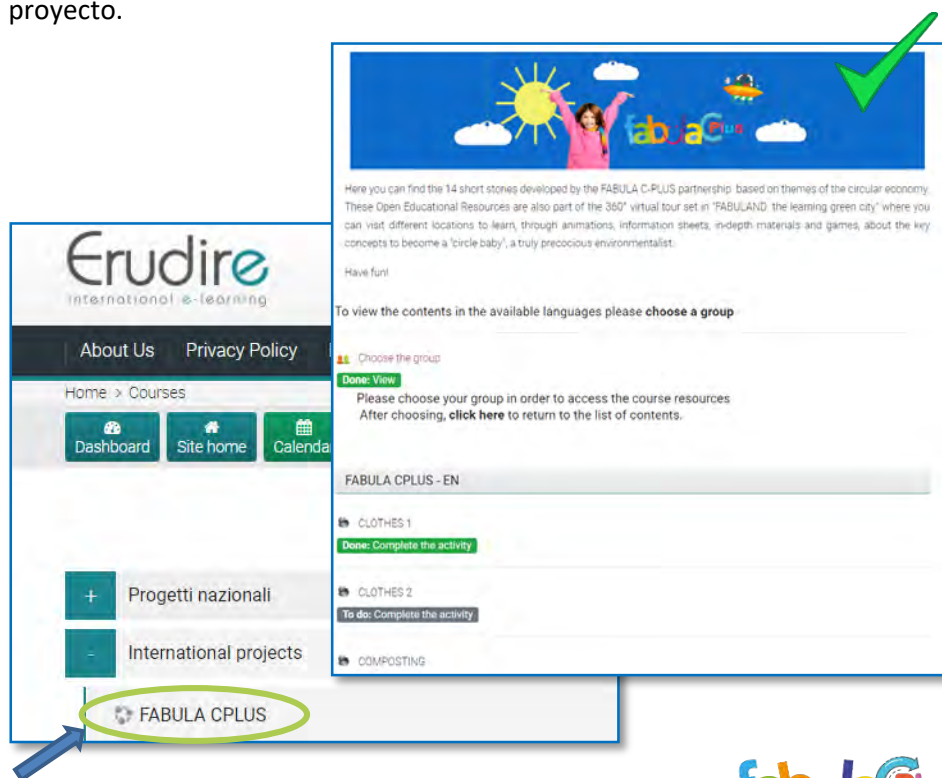 proyecto.
fabulaC Plus
Here you can find the 14 short stories developed by the FABULA C-PLUS partnership based on themes of the circular economy.
These Open Educational Resources are also part of the 360° virtual tour set in "FABULAND: the learning green city" where you
can visit different locations to learn, through animations, information sheets, in-depth materials and games, about the key
concepts to become a "circle baby", a truly precocious environmentalist.
Have fun!
To view the contents in the available languages please choose a group
Choose the group
Done: View
Please choose your group in order to access the course resources
After choosing, click here to return to the list of contents.
FABULA CPLUS - EN
CLOTHES 1
Done: Complete the activity
CLOTHES 2
To do: Complete the activity
COMPOSTING
Erudire
international e-learning
About Us Privacy Policy
Home > Courses
Dashboard Site home Calenda
+ Progetti nazionali
- International projects
FABULA CPLUS